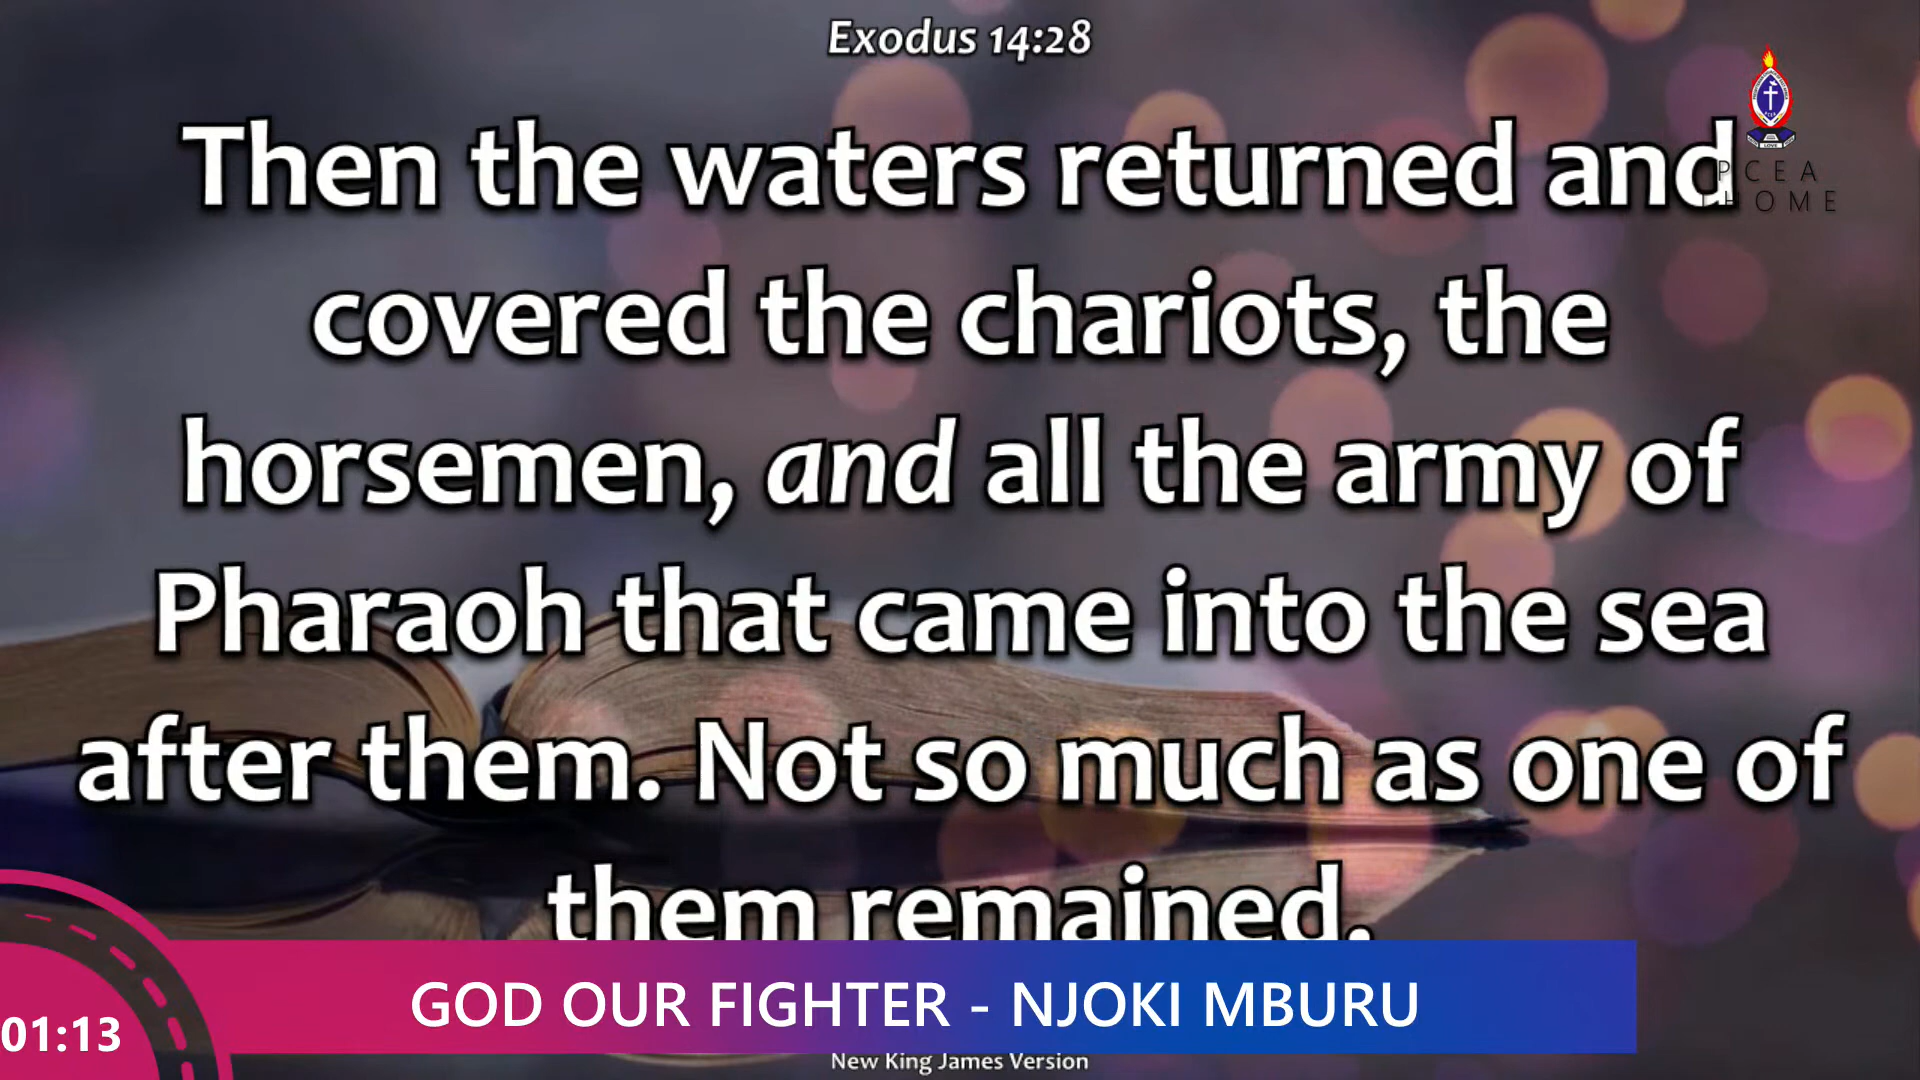 Exodus 14:28
Then the waters returned and
PCEA
covered the chariots, the
horsemen, and all the army of
Pharaoh that came into the sea
after them. Not so much as one of
them remained.
GOD OUR FIGHTER - NJOKI MBURU
01:13
New King James Version